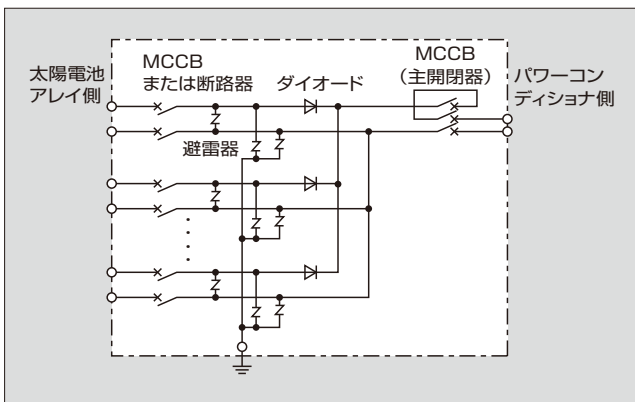 太陽電池
アレイ側
MCCB
または断路器
ダイオード
MCCB
(主開閉器)
パワーコン
ディショナ側
避雷器